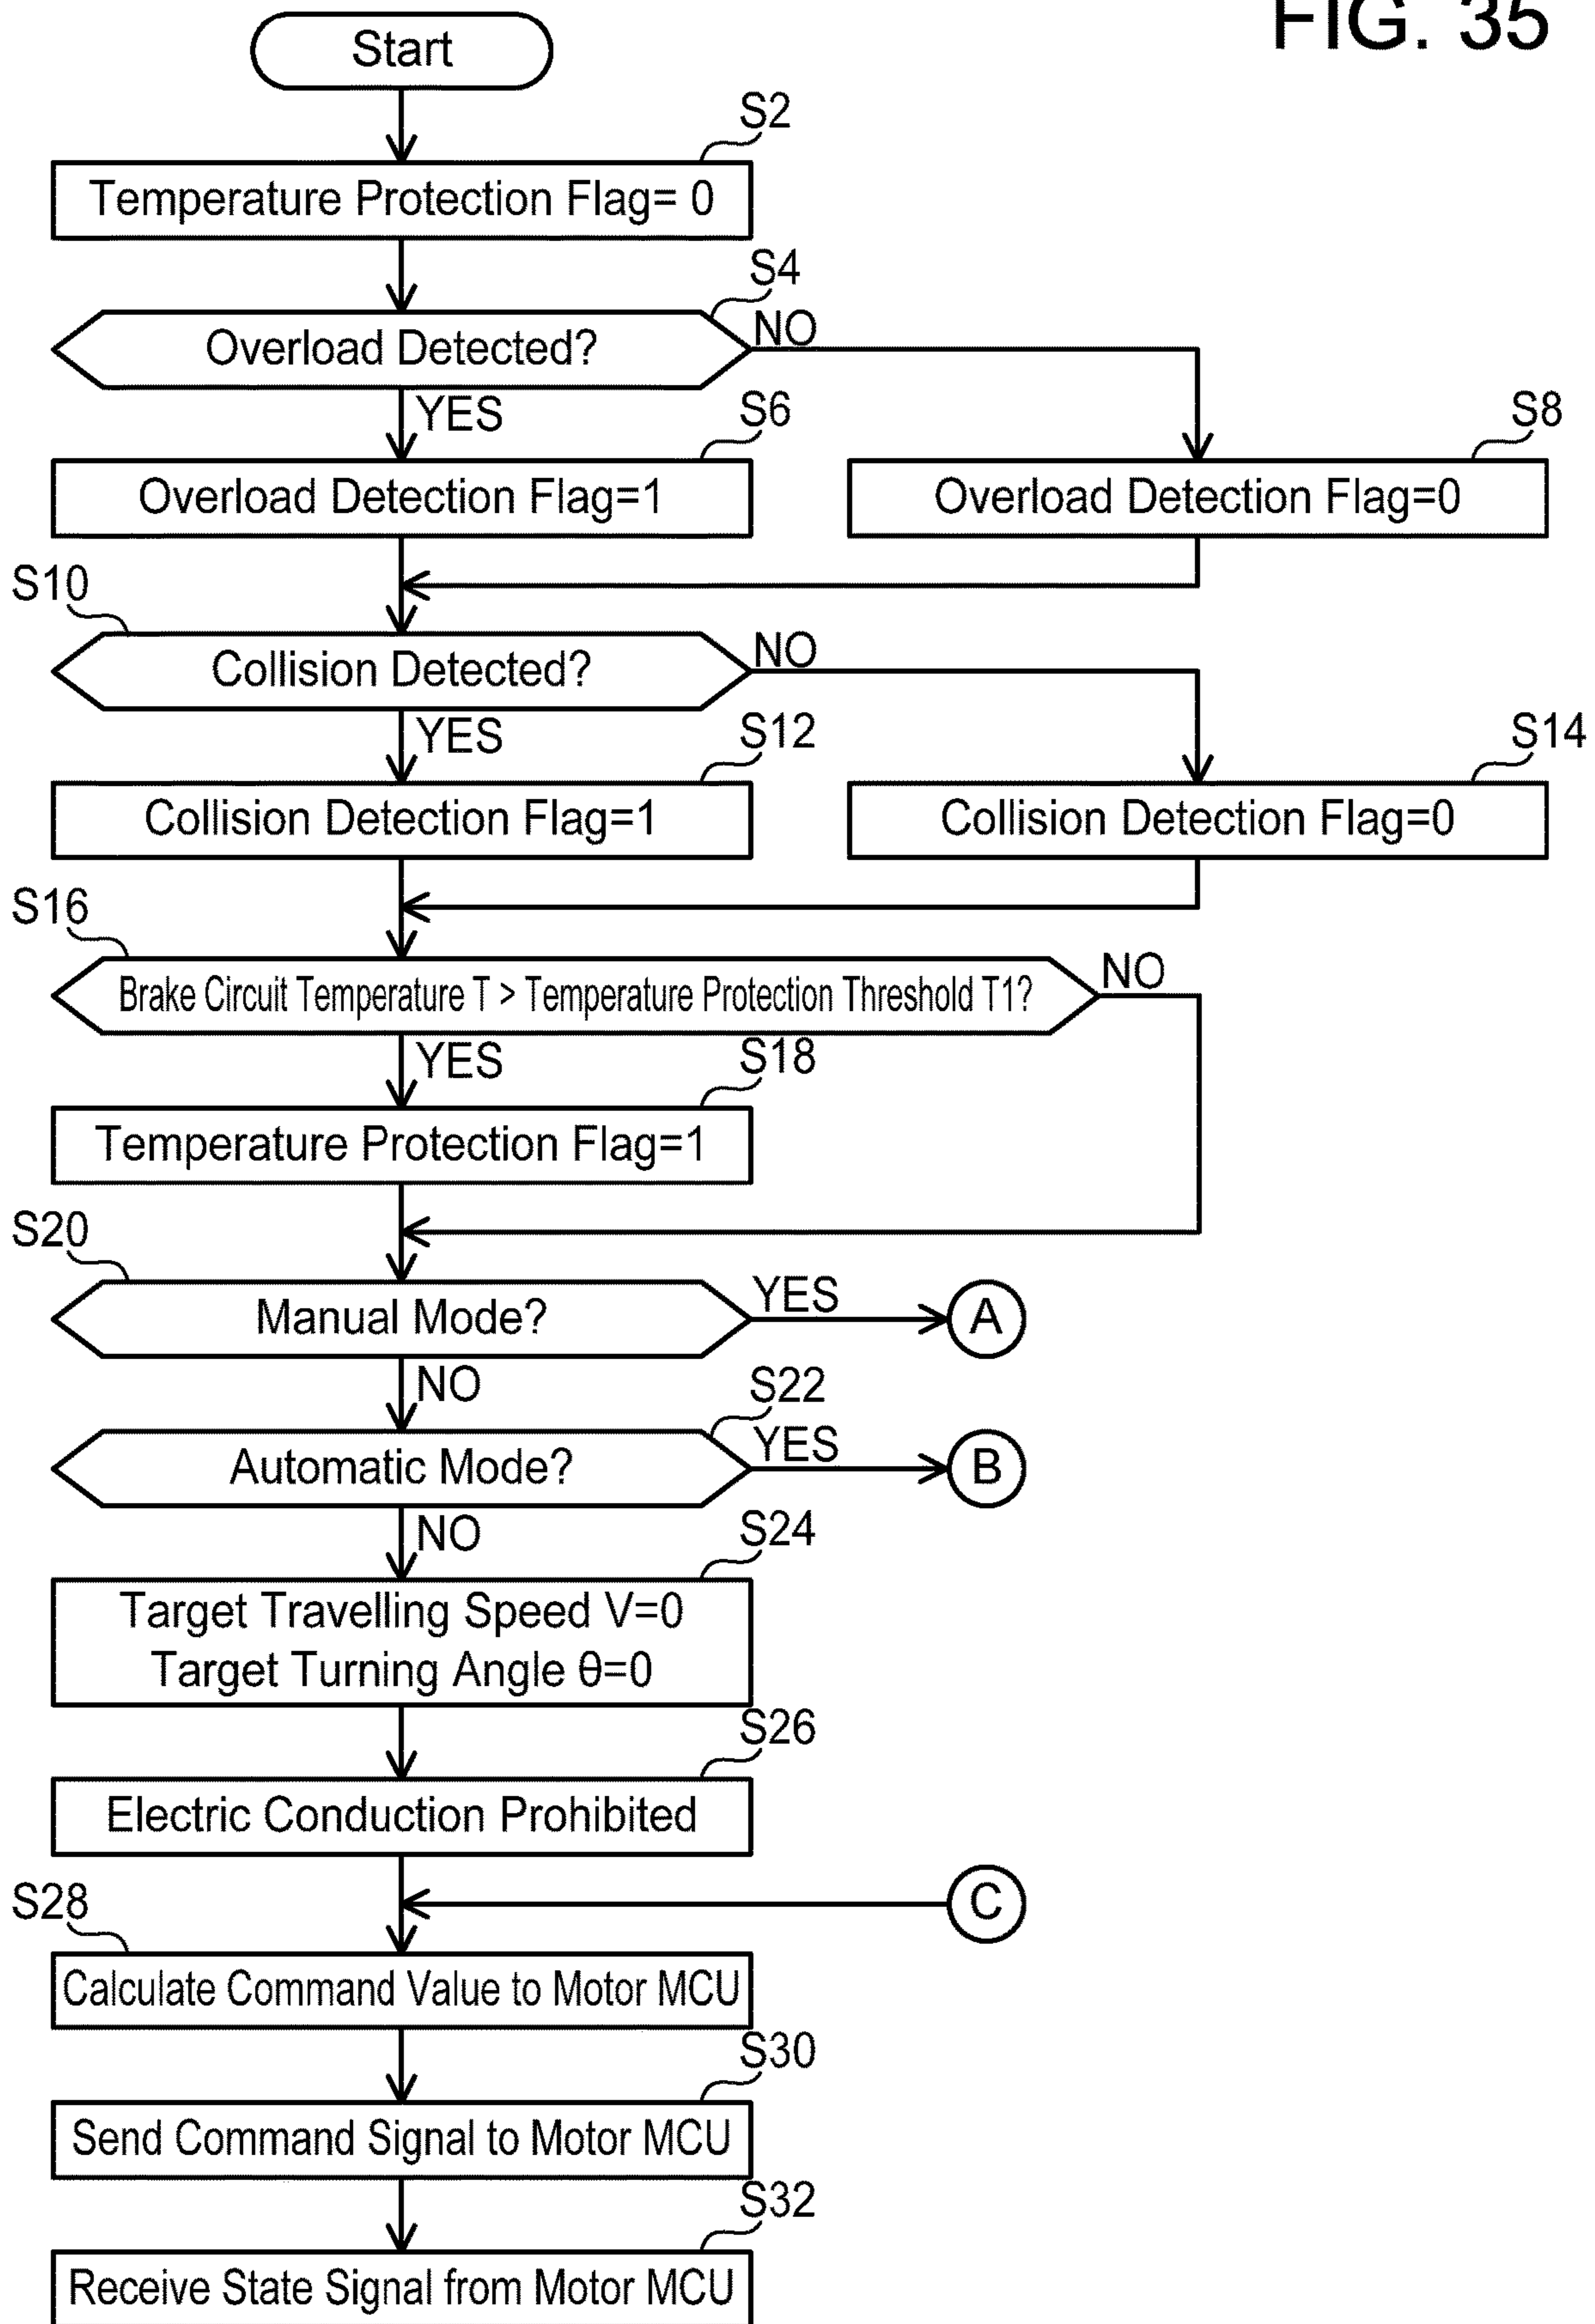 FIG. 35
Start
S2
Temperature Protection Flag= 0
S4
Overload Detected?
NO
YES
S6
S8
Overload Detection Flag=1
Overload Detection Flag=0
S10
Collision Detected?
NO
YES
S12
S14
Collision Detection Flag=1
Collision Detection Flag=0
S16
Brake Circuit Temperature T > Temperature Protection Threshold T1?
NO
YES
S18
Temperature Protection Flag=1
S20
Manual Mode?
YES
A
NO
S22
Automatic Mode?
YES
B
NO
S24
Target Travelling Speed V=0
Target Turning Angle θ=0
S26
Electric Conduction Prohibited
C
S28
Calculate Command Value to Motor MCU
S30
Send Command Signal to Motor MCU
S32
Receive State Signal from Motor MCU